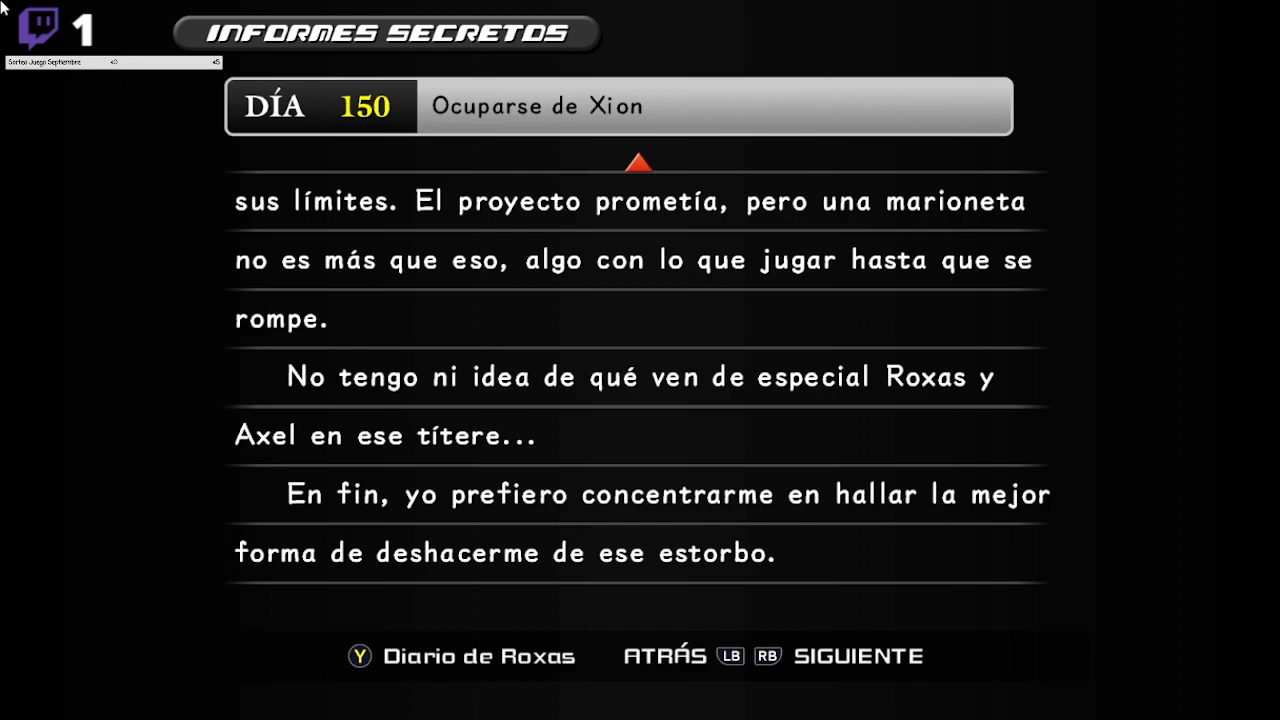 1
INFORMES SECRETOS
Sorteo Juego Septiembre
DÍA 150 Ocuparse de Xion
sus límites. El proyecto prometía, pero una marioneta
no es más que eso, algo con lo que jugar hasta que se
rompe.
No tengo ni idea de qué ven de especial Roxas y
Axel en ese títere...
En fin, yo prefiero concentrarme en hallar la mejor
forma de deshacerme de ese estorbo.
Y Diario de Roxas ATRÁS LB RB SIGUIENTE